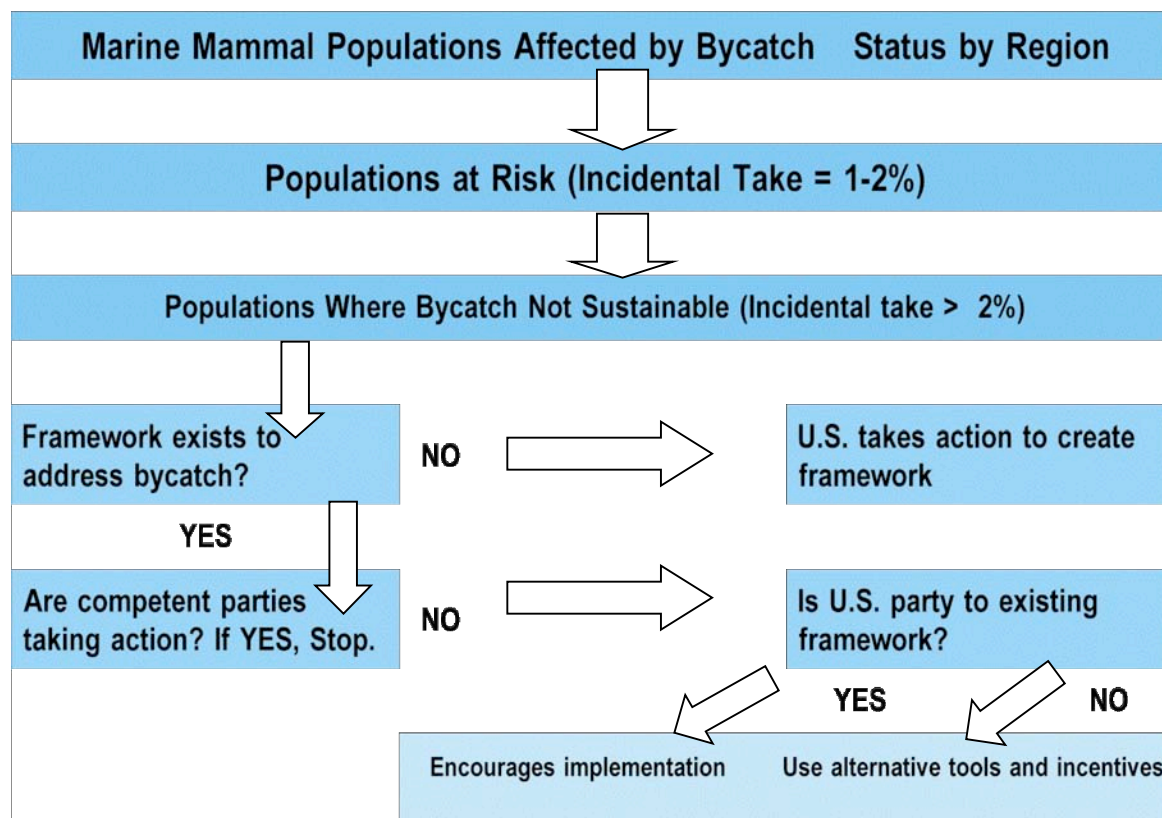 Marine Mammal Populations Affected by Bycatch Status by Region
Populations at Risk (Incidental Take = 1-2%)
Populations Where Bycatch Not Sustainable (Incidental take > 2%)
Framework exists to
address bycatch?
NO
U.S. takes action to create
framework
YES
Are competent parties
taking action? If YES, Stop.
NO
Is U.S. party to existing
framework?
YES
NO
Encourages implementation
Use alternative tools and incentives